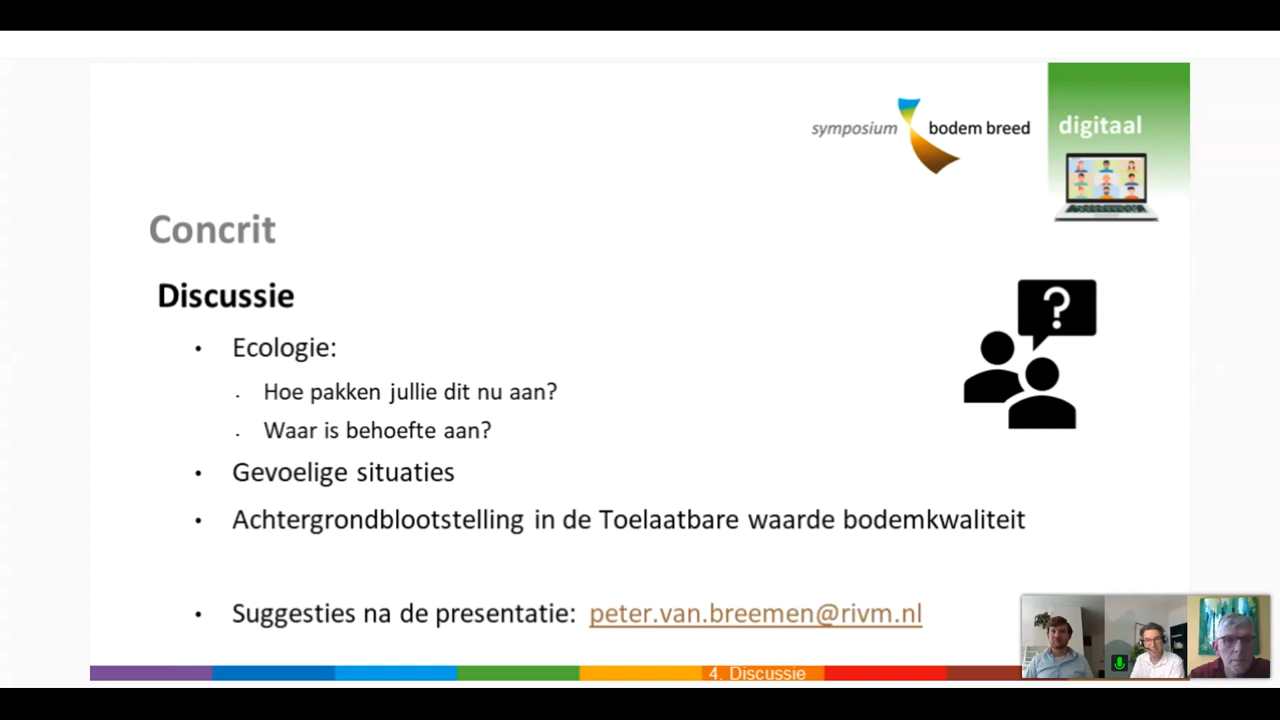 symposium bodem breed digitaal
Concrit
Discussie
• Ecologie:
• Hoe pakken jullie dit nu aan?
• Waar is behoefte aan?
• Gevoelige situaties
• Achtergrondblootstelling in de Toelaatbare waarde bodemkwaliteit
• Suggesties na de presentatie: peter.van.breemen@rivm.nl
4. Discussie
?